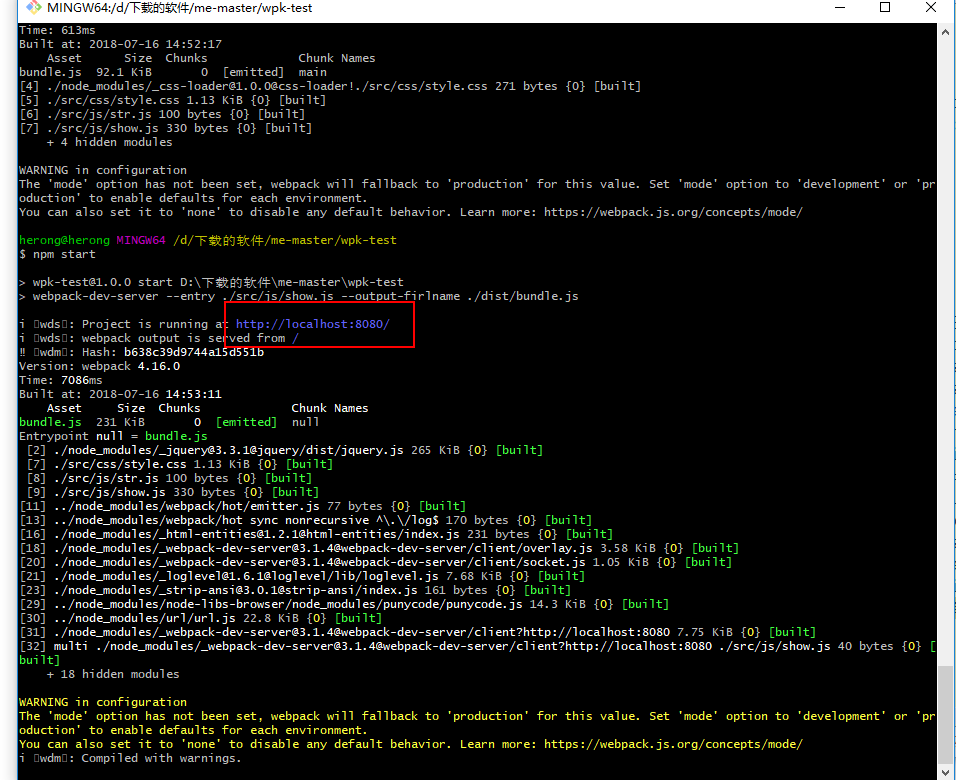 MINGW64:/d/下载的软件/me-master/wpk-test
Time: 613ms
Built at: 2018-07-16 14:52:17
Asset Size Chunks Chunk Names
bundle.js 92.1 KiB 0 [emitted] main
[4] ./node_modules/_css-loader@1.0.0@css-loader!./src/css/style.css 271 bytes {0} [built]
[5] ./src/css/style.css 1.13 KiB {0} [built]
[6] ./src/js/str.js 100 bytes {0} [built]
[7] ./src/js/show.js 330 bytes {0} [built]
+ 4 hidden modules
WARNING in configuration
The 'mode' option has not been set, webpack will fallback to 'production' for this value. Set 'mode' option to 'development' or 'pr
oduction' to enable defaults for each environment.
You can also set it to 'none' to disable any default behavior. Learn more: https://webpack.js.org/concepts/mode/
herong@herong MINGW64 /d/下载的软件/me-master/wpk-test
$ npm start
> wpk-test@1.0.0 start D:\下载的软件\me-master\wpk-test
> webpack-dev-server --entry ./src/js/show.js --output-firlname ./dist/bundle.js
i 「wds」: Project is running at http://localhost:8080/
i 「wds」: webpack output is served from /
‼ 「wdm」: Hash: b638c39d9744a15d551b
Version: webpack 4.16.0
Time: 7086ms
Built at: 2018-07-16 14:53:11
Asset Size Chunks Chunk Names
bundle.js 231 KiB 0 [emitted] null
Entrypoint null = bundle.js
[2] ./node_modules/_jquery@3.3.1@jquery/dist/jquery.js 265 KiB {0} [built]
[7] ./src/css/style.css 1.13 KiB {0} [built]
[8] ./src/js/str.js 100 bytes {0} [built]
[9] ./src/js/show.js 330 bytes {0} [built]
[11] ../node_modules/webpack/hot/emitter.js 77 bytes {0} [built]
[13] ../node_modules/webpack/hot sync nonrecursive ^\.\/log$ 170 bytes {0} [built]
[16] ./node_modules/_html-entities@1.2.1@html-entities/index.js 231 bytes {0} [built]
[18] ./node_modules/_webpack-dev-server@3.1.4@webpack-dev-server/client/overlay.js 3.58 KiB {0} [built]
[20] ./node_modules/_webpack-dev-server@3.1.4@webpack-dev-server/client/socket.js 1.05 KiB {0} [built]
[21] ./node_modules/_loglevel@1.6.1@loglevel/lib/loglevel.js 7.68 KiB {0} [built]
[23] ./node_modules/_strip-ansi@3.0.1@strip-ansi/index.js 161 bytes {0} [built]
[29] ../node_modules/node-libs-browser/node_modules/punycode/punycode.js 14.3 KiB {0} [built]
[30] ../node_modules/url/url.js 22.8 KiB {0} [built]
[31] ./node_modules/_webpack-dev-server@3.1.4@webpack-dev-server/client?http://localhost:8080 7.75 KiB {0} [built]
[32] multi ./node_modules/_webpack-dev-server@3.1.4@webpack-dev-server/client?http://localhost:8080 ./src/js/show.js 40 bytes {0} [
built]
+ 18 hidden modules
WARNING in configuration
The 'mode' option has not been set, webpack will fallback to 'production' for this value. Set 'mode' option to 'development' or 'pr
oduction' to enable defaults for each environment.
You can also set it to 'none' to disable any default behavior. Learn more: https://webpack.js.org/concepts/mode/
i 「wdm」: Compiled with warnings.